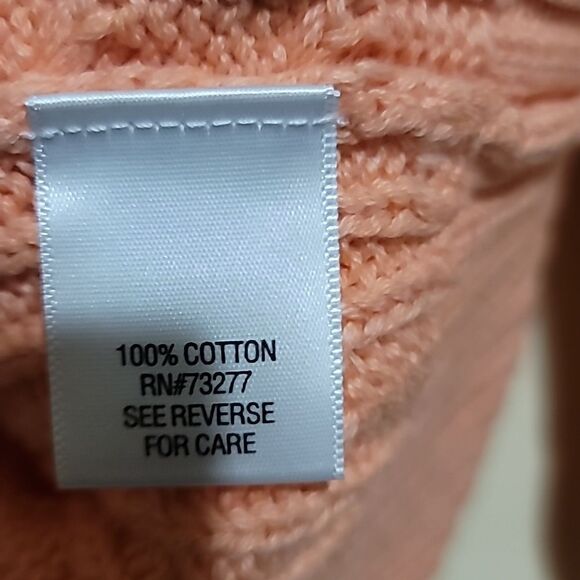 100% COTTON
RN#73277
SEE REVERSE
FOR CARE